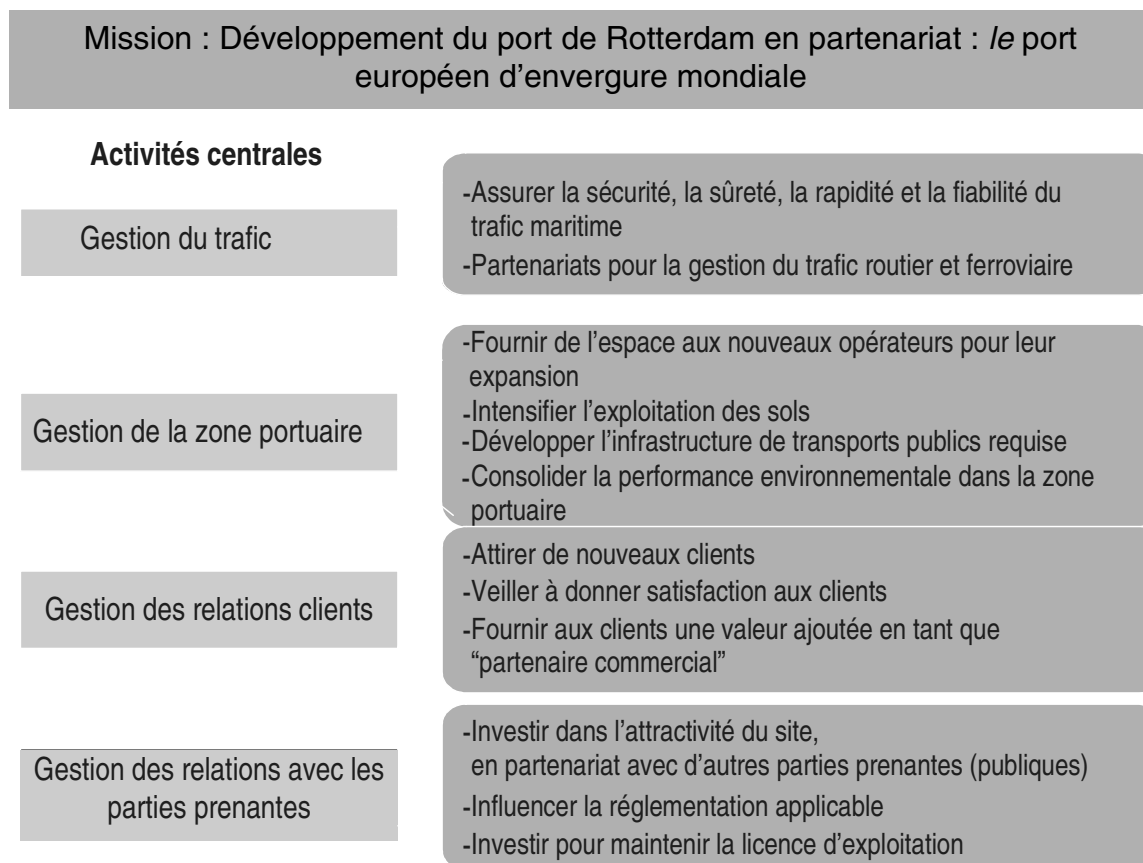 Mission : Développement du port de Rotterdam en partenariat : le port
européen d’envergure mondiale
Activités centrales
Gestion du trafic
-Assurer la sécurité, la sûreté, la rapidité et la fiabilité du
trafic maritime
-Partenariats pour la gestion du trafic routier et ferroviaire
Gestion de la zone portuaire
-Fournir de l’espace aux nouveaux opérateurs pour leur
expansion
-Intensifier l’exploitation des sols
-Développer l’infrastructure de transports publics requise
-Consolider la performance environnementale dans la zone
portuaire
Gestion des relations clients
-Attirer de nouveaux clients
-Veiller à donner satisfaction aux clients
-Fournir aux clients une valeur ajoutée en tant que
“partenaire commercial”
Gestion des relations avec les
parties prenantes
-Investir dans l’attractivité du site,
en partenariat avec d’autres parties prenantes (publiques)
-Influencer la réglementation applicable
-Investir pour maintenir la licence d’exploitation